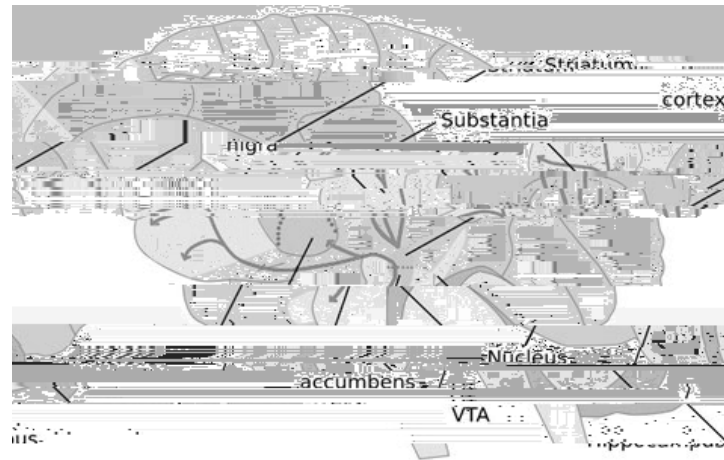 Striatum
cortex
Substantia
nigra
Nucleus
accumbens
VTA